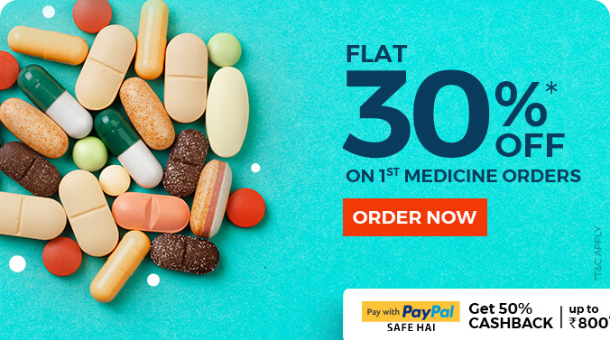 FLAT
30%*
OFF
ON 1ST MEDICINE ORDERS
ORDER NOW
*T&C APPLY
Pay with PayPal
SAFE HAI
Get 50%
CASHBACK
up to
₹800*